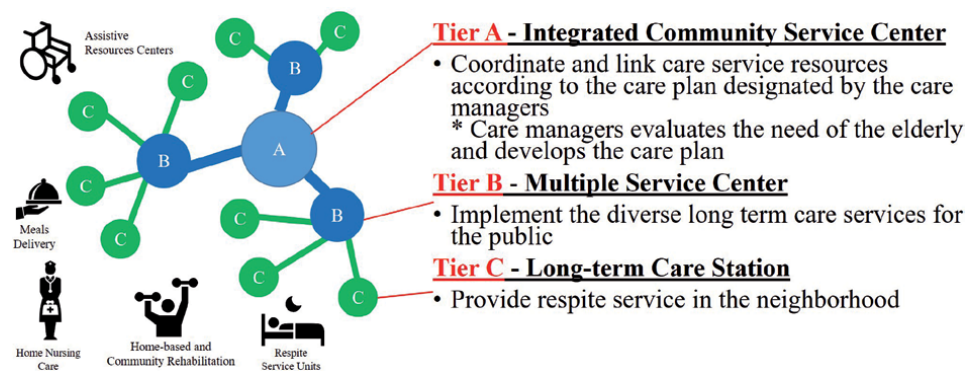 Assistive
Resources Centers
Meals
Delivery
Home Nursing
Care
Home-based and
Community Rehabilitation
Respite
Service Units
C
C
B
C
C
A
C
B
C
C
B
C
C
Tier A - Integrated Community Service Center
• Coordinate and link care service resources
according to the care plan designated by the care
managers
* Care managers evaluates the need of the elderly
and develops the care plan
Tier B - Multiple Service Center
• Implement the diverse long term care services for
the public
Tier C - Long-term Care Station
• Provide respite service in the neighborhood